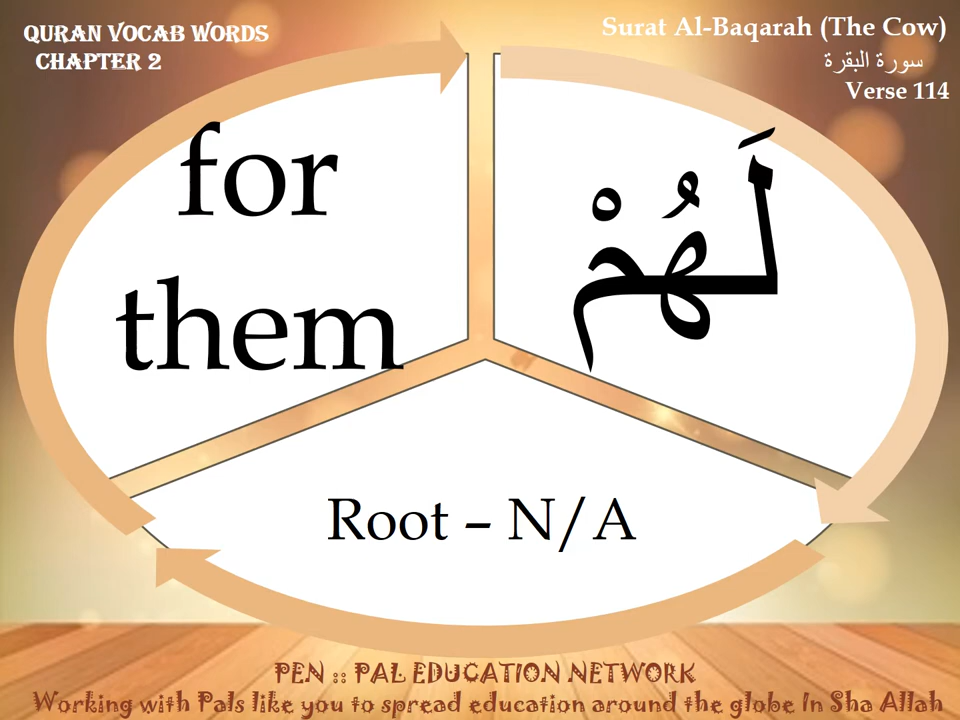 QURAN VOCAB WORDS
CHAPTER 2
Surat Al-Baqarah (The Cow)
سورة البقرة
Verse 114
for
them
لَهُمْ
Root – N/A
PEN :: PAL EDUCATION NETWORK
Working with Pals like you to spread education around the globe In Sha Allah